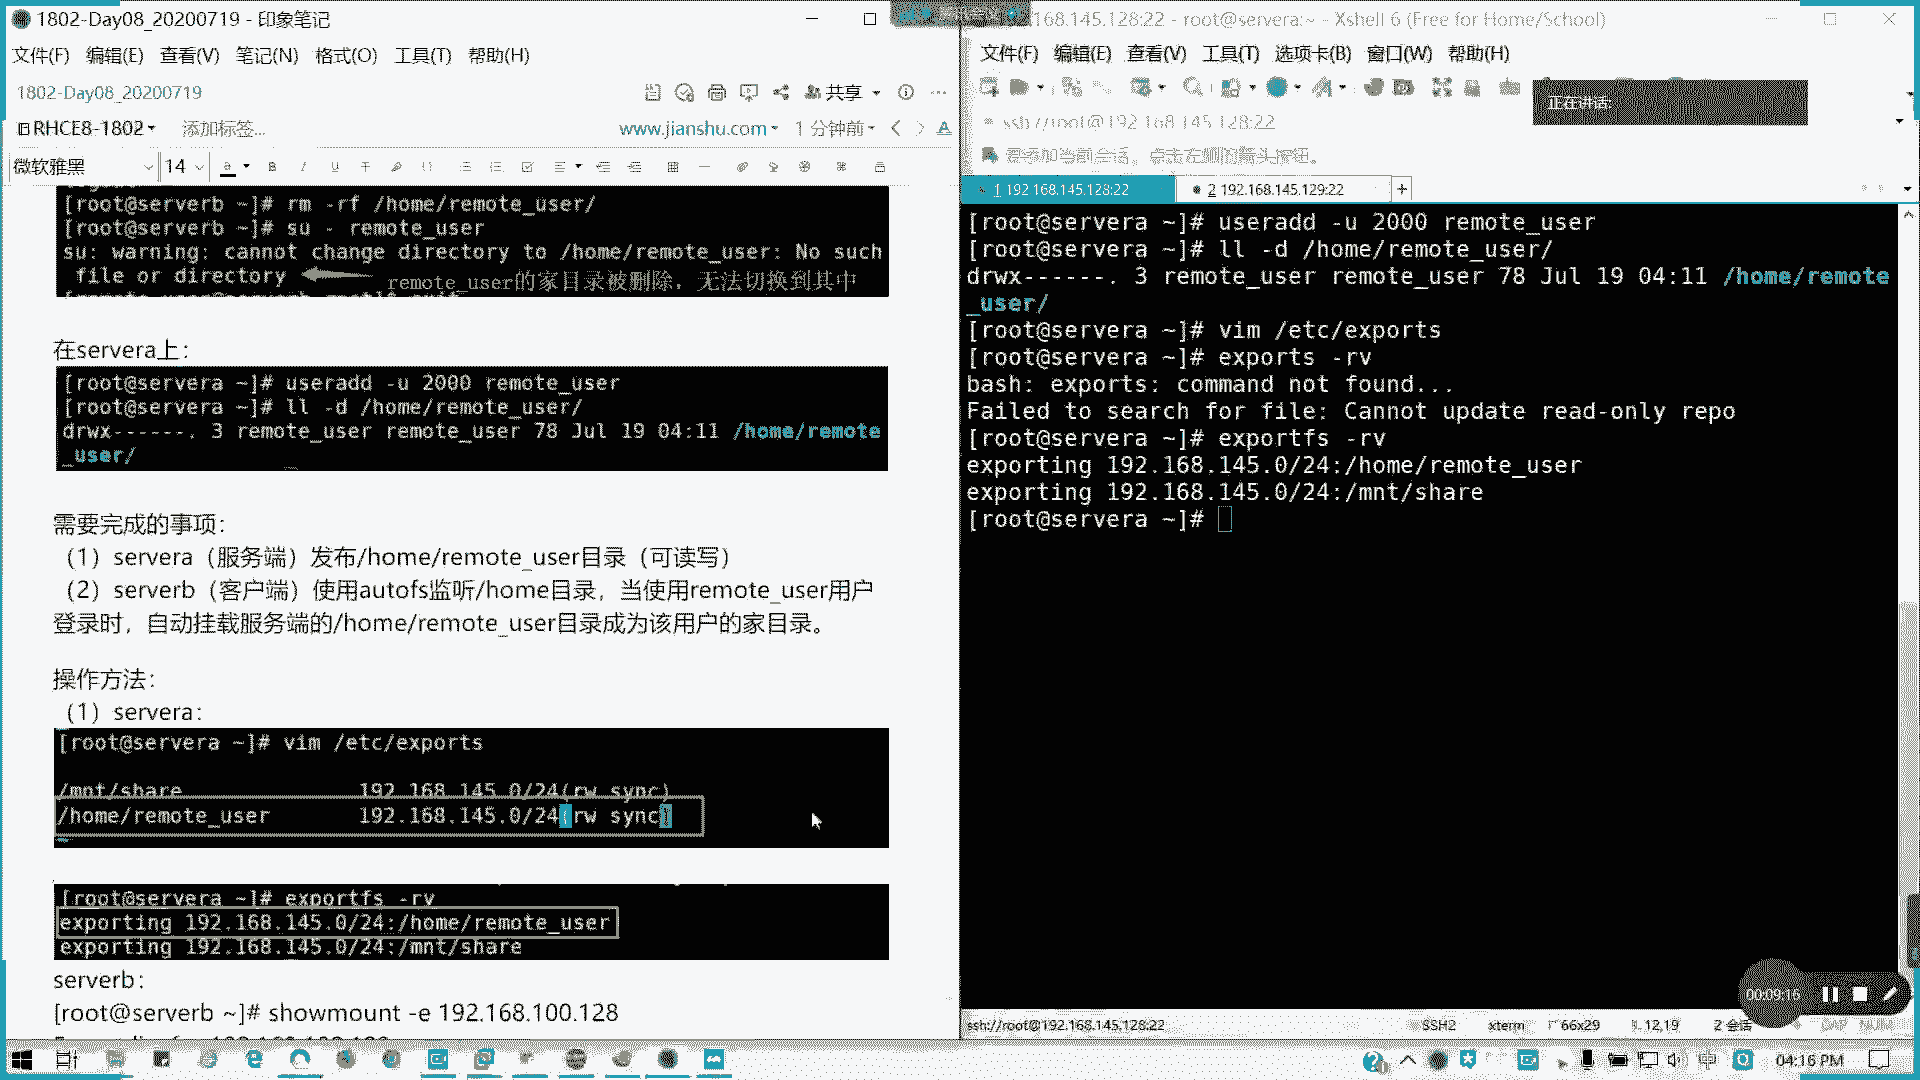 1802-Day08_20200719 - 印象笔记
文件(F) 编辑(E) 查看(V) 笔记(N) 格式(O) 工具(T) 帮助(H)
1802-Day08_20200719
共享
RHCE8-1802 添加标签...
www.jianshu.com 1 分钟前
微软雅黑 14
[root@serverb ~]# rm -rf /home/remote_user/
[root@serverb ~]# su - remote_user
su: warning: cannot change directory to /home/remote_user: No such
file or directory
remote_user的家目录被删除，无法切换到其中
在servera上：
[root@servera ~]# useradd -u 2000 remote_user
[root@servera ~]# ll -d /home/remote_user/
drwx------. 3 remote_user remote_user 78 Jul 19 04:11 /home/remote
_user/
需要完成的事项：
（1）servera（服务端）发布/home/remote_user目录（可读写）
（2）serverb（客户端）使用autofs监听/home目录，当使用remote_user用户
登录时，自动挂载服务端的/home/remote_user目录成为该用户的家目录。
操作方法：
（1）servera：
[root@servera ~]# vim /etc/exports
/mnt/share 192.168.145.0/24(rw sync)
/home/remote_user 192.168.145.0/24(rw sync)
[root@servera ~]# exportfs -rv
exporting 192.168.145.0/24:/home/remote_user
exporting 192.168.145.0/24:/mnt/share
serverb：
[root@serverb ~]# showmount -e 192.168.100.128
168.145.128:22 - root@servera:~ - Xshell 6 (Free for Home/School)
文件(F) 编辑(E) 查看(V) 工具(T) 选项卡(B) 窗口(W) 帮助(H)
正在讲话:
ssh://root@192.168.145.128:22
要添加当前会话，点击左侧的箭头按钮。
1 192.168.145.128:22 2 192.168.145.129:22 +
[root@servera ~]# useradd -u 2000 remote_user
[root@servera ~]# ll -d /home/remote_user/
drwx------. 3 remote_user remote_user 78 Jul 19 04:11 /home/remote
_user/
[root@servera ~]# vim /etc/exports
[root@servera ~]# exports -rv
bash: exports: command not found...
Failed to search for file: Cannot update read-only repo
[root@servera ~]# exportfs -rv
exporting 192.168.145.0/24:/home/remote_user
exporting 192.168.145.0/24:/mnt/share
[root@servera ~]#
00:09:16
ssh://root@192.168.145.128:22 SSH2 xterm 66x29 12,19 2 会话 CAP NUM
中 04:16 PM